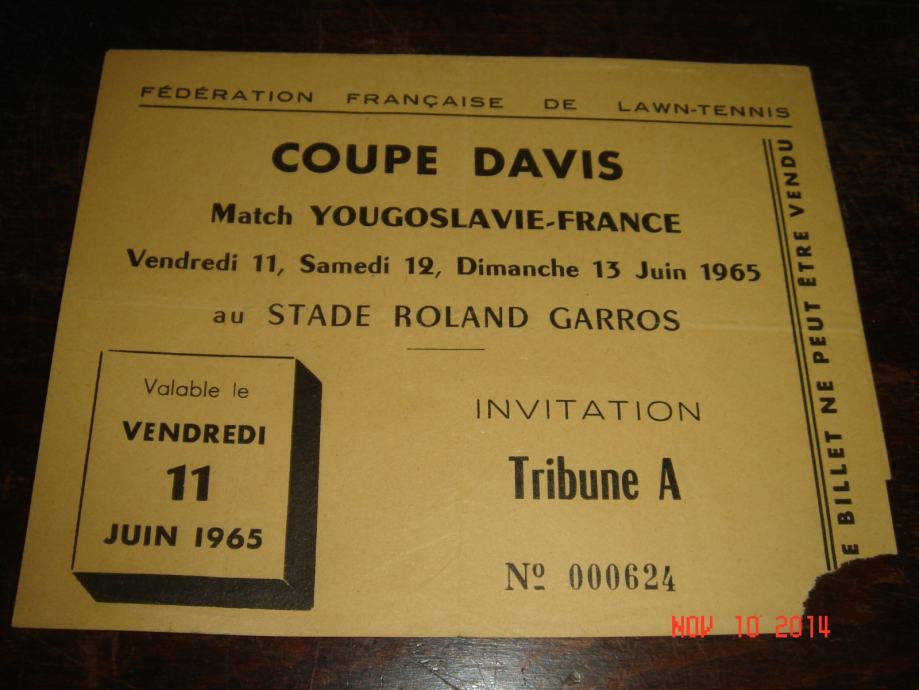 FÉDÉRATION FRANÇAISE DE LAWN-TENNIS
COUPE DAVIS
Match YOUGOSLAVIE-FRANCE
Vendredi 11, Samedi 12, Dimanche 13 Juin 1965
au STADE ROLAND GARROS
Valable le
VENDREDI
11
JUIN 1965
INVITATION
Tribune A
Nº 000624
E BILLET NE PEUT ÊTRE VENDU
NOV 10 2014